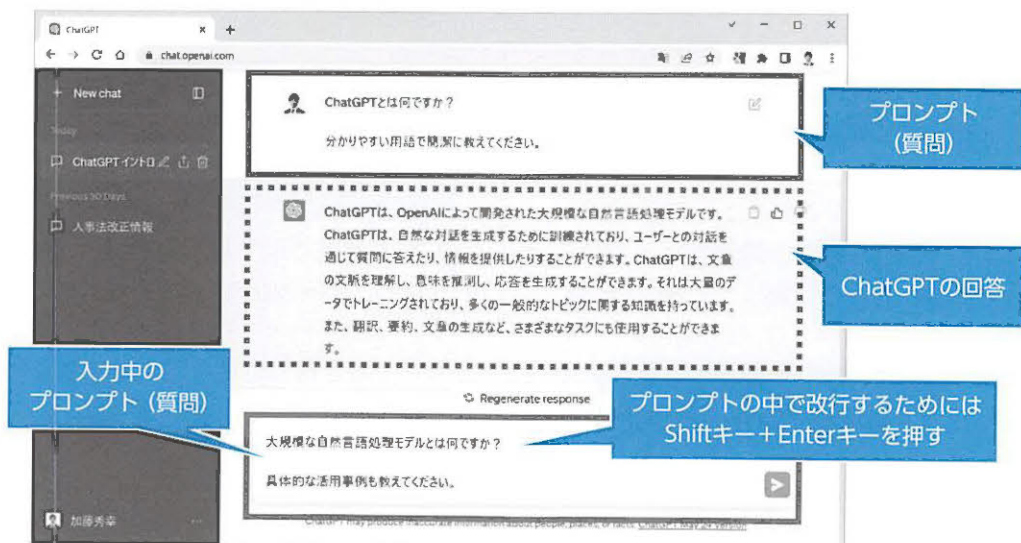 ChatGPT
chat.openai.com
New chat
Today
ChatGPT イントロ
Previous 30 Days
人事法改正情報
加藤秀幸
ChatGPTとは何ですか？
分かりやすい用語で簡潔に教えてください。
プロンプト
（質問）
ChatGPTは、OpenAIによって開発された大規模な自然言語処理モデルです。
ChatGPTは、自然な対話を生成するために訓練されており、ユーザーとの対話を
通じて質問に答えたり、情報を提供したりすることができます。ChatGPTは、文章
の文脈を理解し、意味を推測し、応答を生成することができます。それは大量のデ
ータでトレーニングされており、多くの一般的なトピックに関する知識を持っています。
また、翻訳、要約、文章の生成など、さまざまなタスクにも使用することができま
す。
ChatGPTの回答
Regenerate response
入力中の
プロンプト（質問）
プロンプトの中で改行するためには
Shiftキー＋Enterキーを押す
大規模な自然言語処理モデルとは何ですか？
具体的な活用事例も教えてください。
ChatGPT may produce inaccurate information about people, places, or facts. ChatGPT May 24 Version